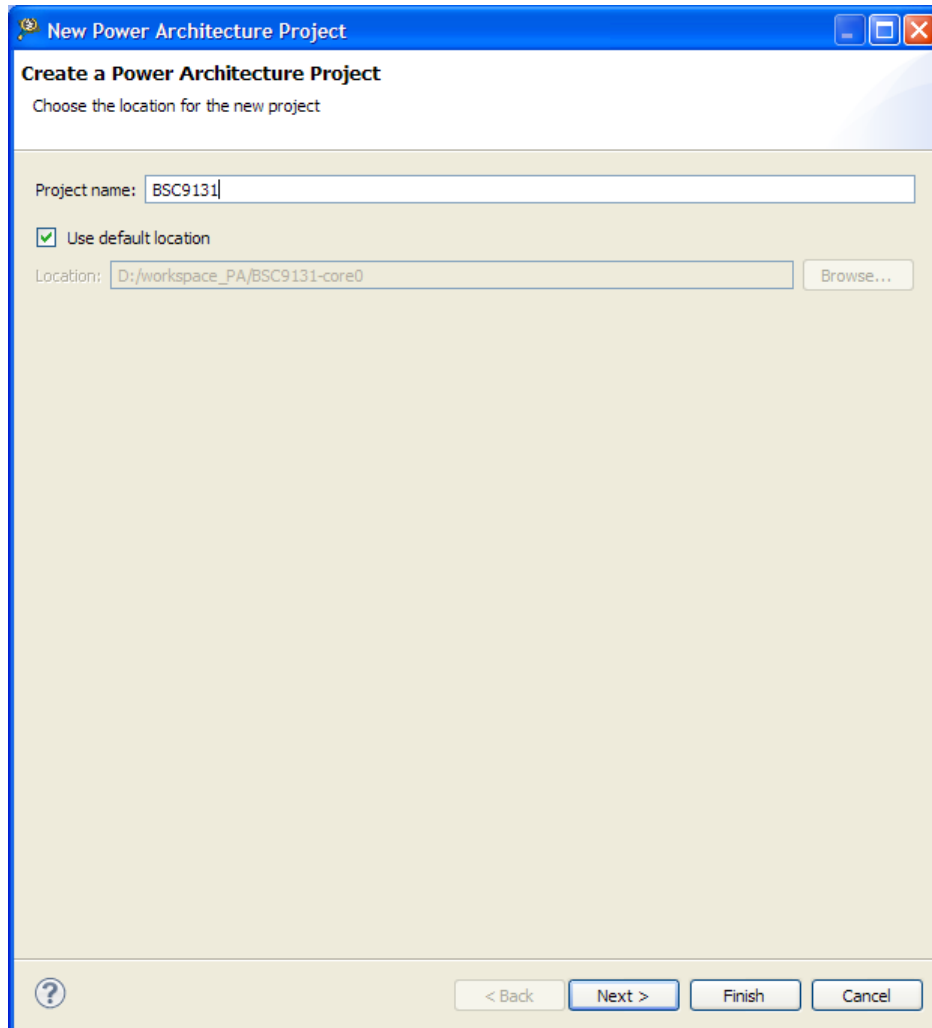 New Power Architecture Project
Create a Power Architecture Project
Choose the location for the new project
Project name: BSC9131
Use default location
Location: D:/workspace_PA/BSC9131-core0 Browse...
? < Back Next > Finish Cancel